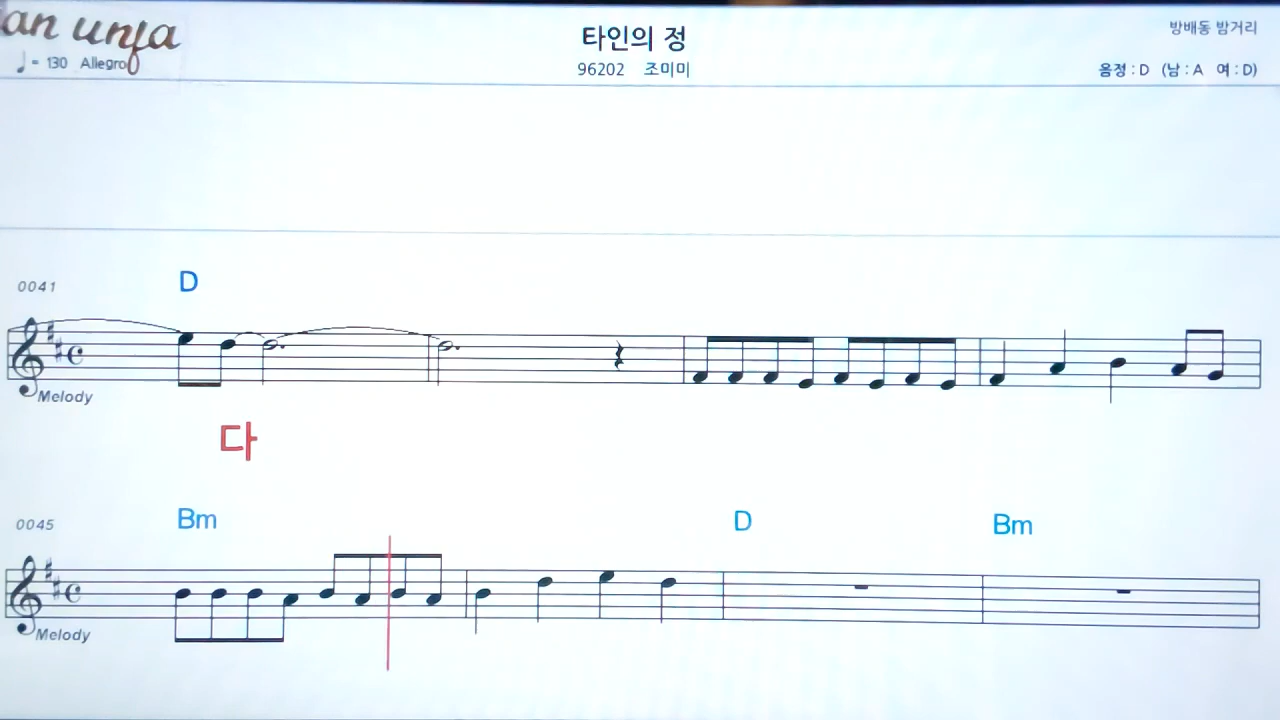 an unfa
타인의 정
방배동 밤거리
♩= 130 Allegro
96202 조미미
음정 : D (남 : A 여 : D)
0041
D
Melody
다
0045
Bm
D
Bm
Melody